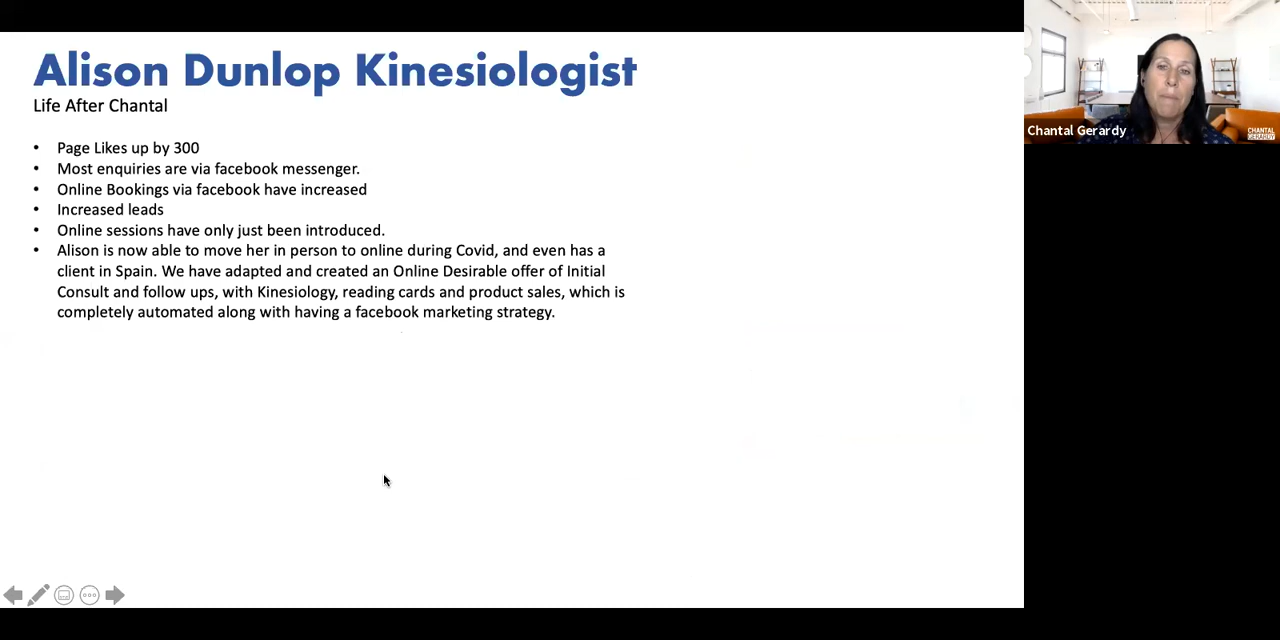 Alison Dunlop Kinesiologist
Life After Chantal
• Page Likes up by 300
• Most enquiries are via facebook messenger.
• Online Bookings via facebook have increased
• Increased leads
• Online sessions have only just been introduced.
• Alison is now able to move her in person to online during Covid, and even has a
client in Spain. We have adapted and created an Online Desirable offer of Initial
Consult and follow ups, with Kinesiology, reading cards and product sales, which is
completely automated along with having a facebook marketing strategy.
Chantal Gerardy
CHANTAL
GERARDY